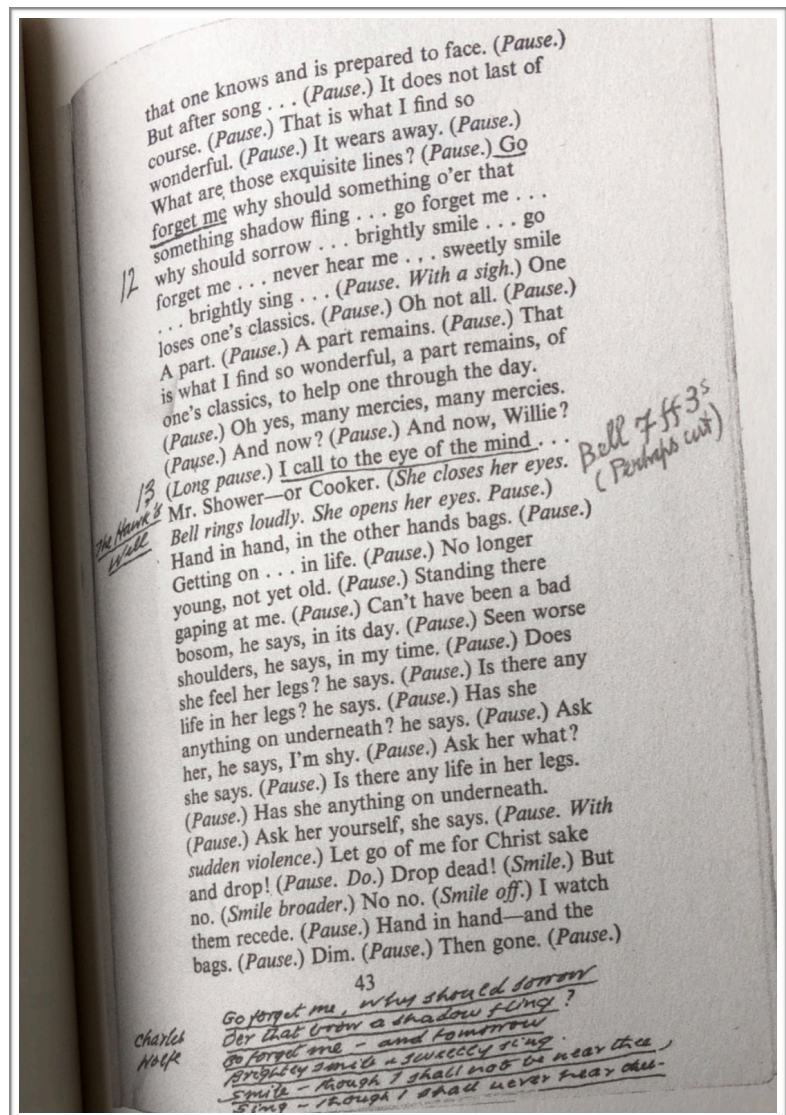 that one knows and is prepared to face. (Pause.)
But after song . . . (Pause.) It does not last of
course. (Pause.) That is what I find so
wonderful. (Pause.) It wears away. (Pause.)
What are those exquisite lines? (Pause.) Go
forget me why should something o'er that
something shadow fling . . . go forget me . . .
why should sorrow . . . brightly smile . . . go
12
forget me . . . never hear me . . . sweetly smile
. . . brightly sing . . . (Pause. With a sigh.) One
loses one's classics. (Pause.) Oh not all. (Pause.)
A part. (Pause.) A part remains. (Pause.) That
is what I find so wonderful, a part remains, of
one's classics, to help one through the day.
(Pause.) Oh yes, many mercies, many mercies.
(Pause.) And now? (Pause.) And now, Willie?
(Long pause.) I call to the eye of the mind . . .
13
The Hawk's
Well
Mr. Shower—or Cooker. (She closes her eyes.
Bell 7 ff 3s
(Perhaps cut)
Bell rings loudly. She opens her eyes. Pause.)
Hand in hand, in the other hands bags. (Pause.)
Getting on . . . in life. (Pause.) No longer
young, not yet old. (Pause.) Standing there
gaping at me. (Pause.) Can't have been a bad
bosom, he says, in its day. (Pause.) Seen worse
shoulders, he says, in my time. (Pause.) Does
she feel her legs? he says. (Pause.) Is there any
life in her legs? he says. (Pause.) Has she
anything on underneath? he says. (Pause.) Ask
her, he says, I'm shy. (Pause.) Ask her what?
she says. (Pause.) Is there any life in her legs.
(Pause.) Has she anything on underneath.
(Pause.) Ask her yourself, she says. (Pause. With
sudden violence.) Let go of me for Christ sake
and drop! (Pause. Do.) Drop dead! (Smile.) But
no. (Smile broader.) No no. (Smile off.) I watch
them recede. (Pause.) Hand in hand—and the
bags. (Pause.) Dim. (Pause.) Then gone. (Pause.)
43
Charles
Wolfe
Go forget me, why should sorrow
O'er that brow a shadow fling?
Go forget me - and tomorrow
Brightly smile & sweetly sing.
Smile - though I shall not be near thee,
Sing - though I shall never hear thee.